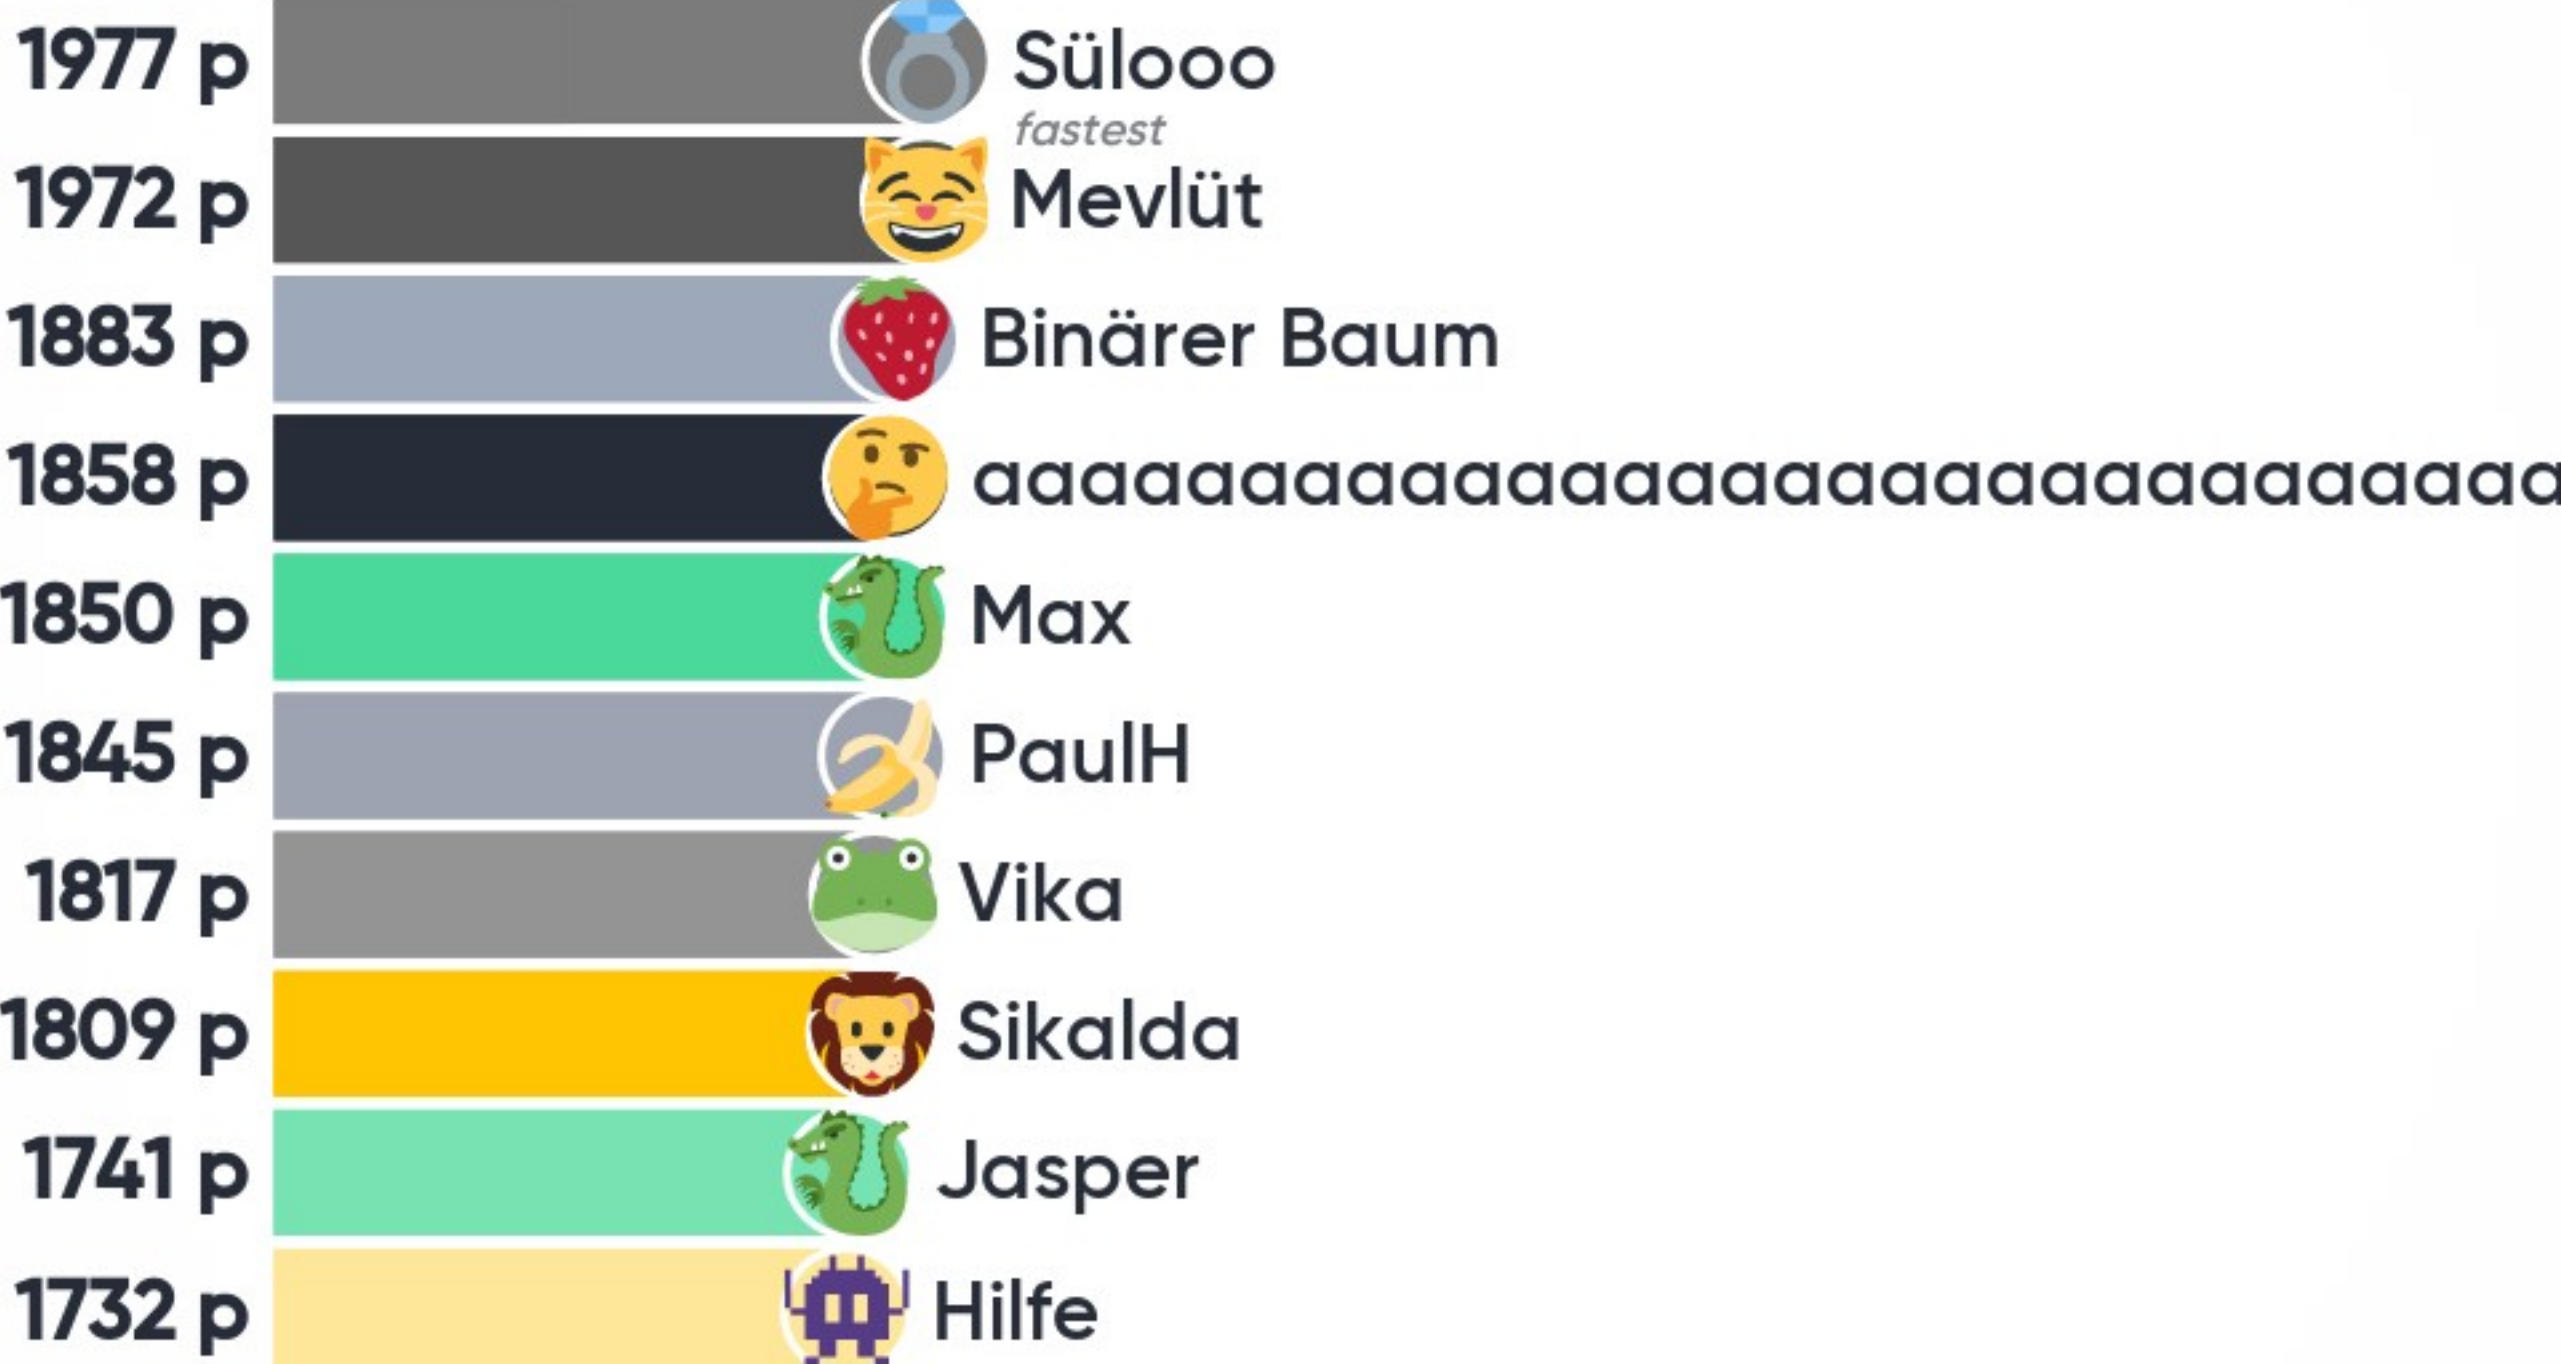 1977 p Sülooo
fastest
1972 p Mevlüt
1883 p Binärer Baum
1858 p aaaaaaaaaaaaaaaaaaaaaaaaaaaaaa
1850 p Max
1845 p PaulH
1817 p Vika
1809 p Sikalda
1741 p Jasper
1732 p Hilfe